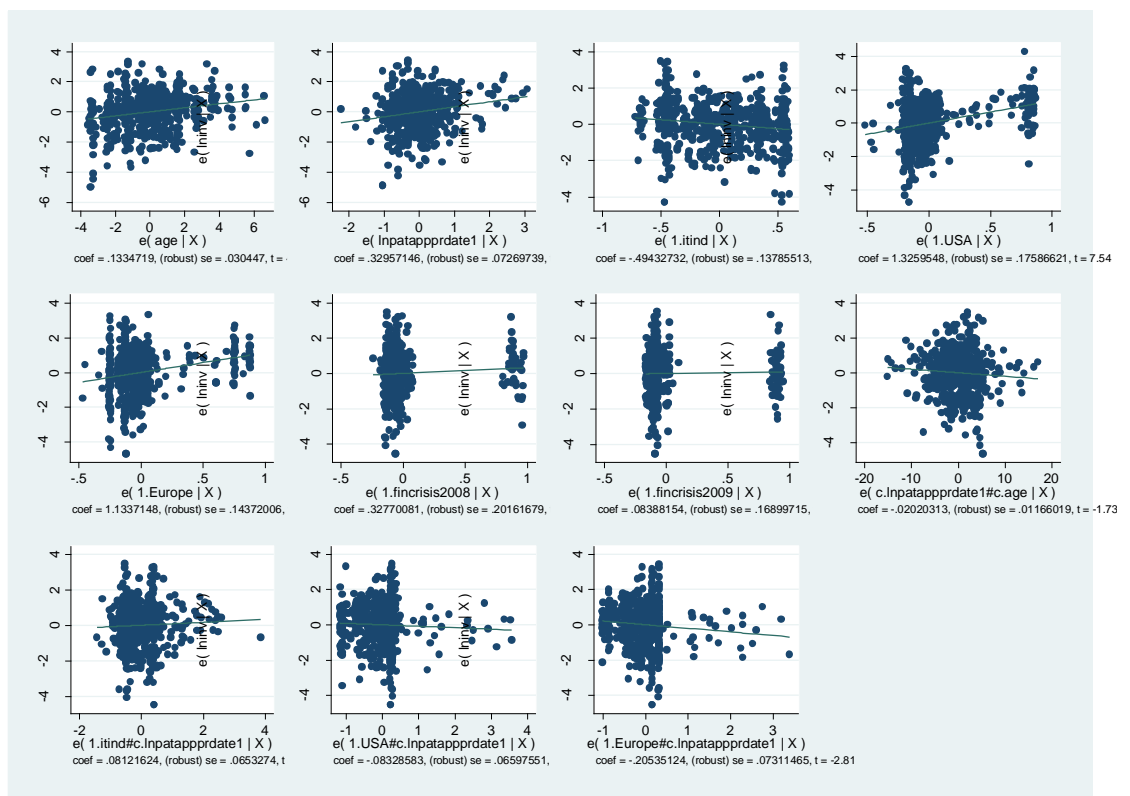 4
2
0
-2
-4
-6
e( lninv | X )
-4 -2 0 2 4 6
e( age | X )
coef = .1334719, (robust) se = .030447, t =
4
2
0
-2
-4
-6
e( lninv | X )
-2 -1 0 1 2 3
e( lnpatappprdate1 | X )
coef = .32957146, (robust) se = .07269739,
4
2
0
-2
-4
e( lninv | X )
-1 -.5 0 .5
e( 1.itind | X )
coef = -.49432732, (robust) se = .13785513,
4
2
0
-2
-4
-.5 0 .5 1
e( 1.USA | X )
coef = 1.3259548, (robust) se = .17586621, t = 7.54
4
2
0
-2
-4
e( lninv | X )
-.5 0 .5 1
e( 1.Europe | X )
coef = 1.1337148, (robust) se = .14372006,
4
2
0
-2
-4
e( lninv | X )
-.5 0 .5 1
e( 1.fincrisis2008 | X )
coef = .32770081, (robust) se = .20161679,
4
2
0
-2
-4
e( lninv | X )
-.5 0 .5 1
e( 1.fincrisis2009 | X )
coef = .08388154, (robust) se = .16899715,
4
2
0
-2
-4
-20 -10 0 10 20
e( c.lnpatappprdate1#c.age | X )
coef = -.02020313, (robust) se = .01166019, t = -1.73
4
2
0
-2
-4
e( lninv | X )
-2 0 2 4
e( 1.itind#c.lnpatappprdate1 | X )
coef = .08121624, (robust) se = .0653274, t
4
2
0
-2
-4
e( lninv | X )
-1 0 1 2 3 4
e( 1.USA#c.lnpatappprdate1 | X )
coef = -.08328583, (robust) se = .06597551,
4
2
0
-2
-4
-1 0 1 2 3
e( 1.Europe#c.lnpatappprdate1 | X )
coef = -.20535124, (robust) se = .07311465, t = -2.81